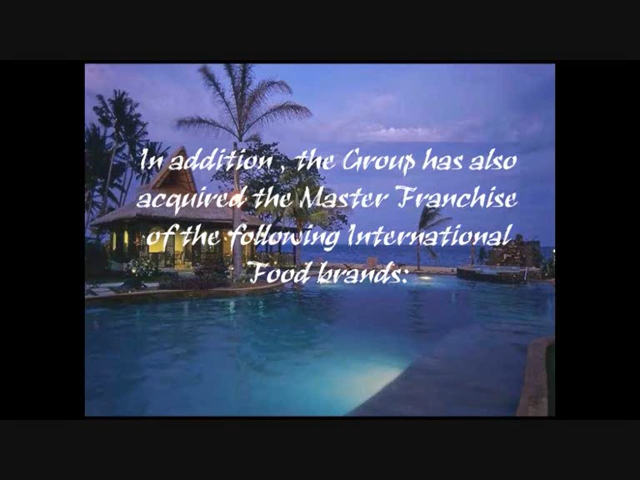 In addition , the Group has also
acquired the Master Franchise
of the following International
Food brands: